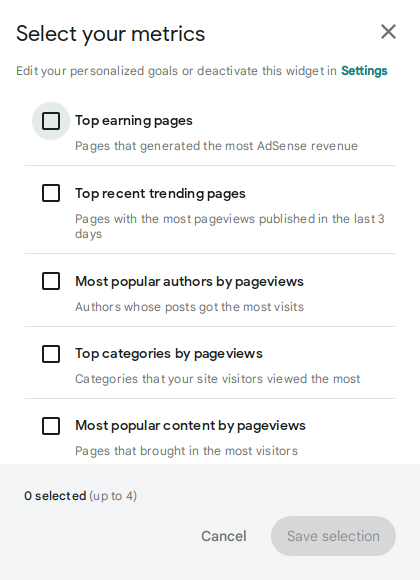 Select your metrics
Edit your personalized goals or deactivate this widget in Settings
Top earning pages
Pages that generated the most AdSense revenue
Top recent trending pages
Pages with the most pageviews published in the last 3
days
Most popular authors by pageviews
Authors whose posts got the most visits
Top categories by pageviews
Categories that your site visitors viewed the most
Most popular content by pageviews
Pages that brought in the most visitors
0 selected (up to 4)
Cancel
Save selection